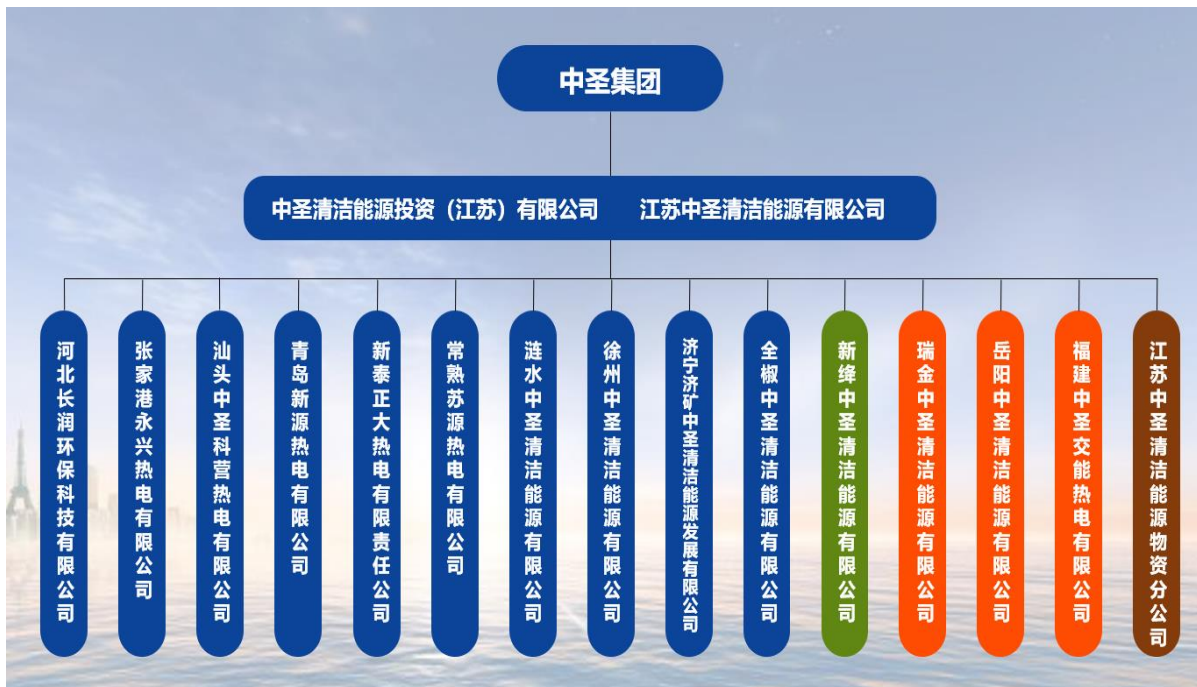 中圣集团
中圣清洁能源投资（江苏）有限公司 江苏中圣清洁能源有限公司
河北长润环保科技有限公司
张家港永兴热电有限公司
汕头中圣科营热电有限公司
青岛新源热电有限公司
新泰正大热电有限责任公司
常熟苏源热电有限公司
涟水中圣清洁能源有限公司
徐州中圣清洁能源有限公司
济宁济矿中圣清洁能源发展有限公司
全椒中圣清洁能源有限公司
新绛中圣清洁能源有限公司
瑞金中圣清洁能源有限公司
岳阳中圣清洁能源有限公司
福建中圣交能热电有限公司
江苏中圣清洁能源物资分公司